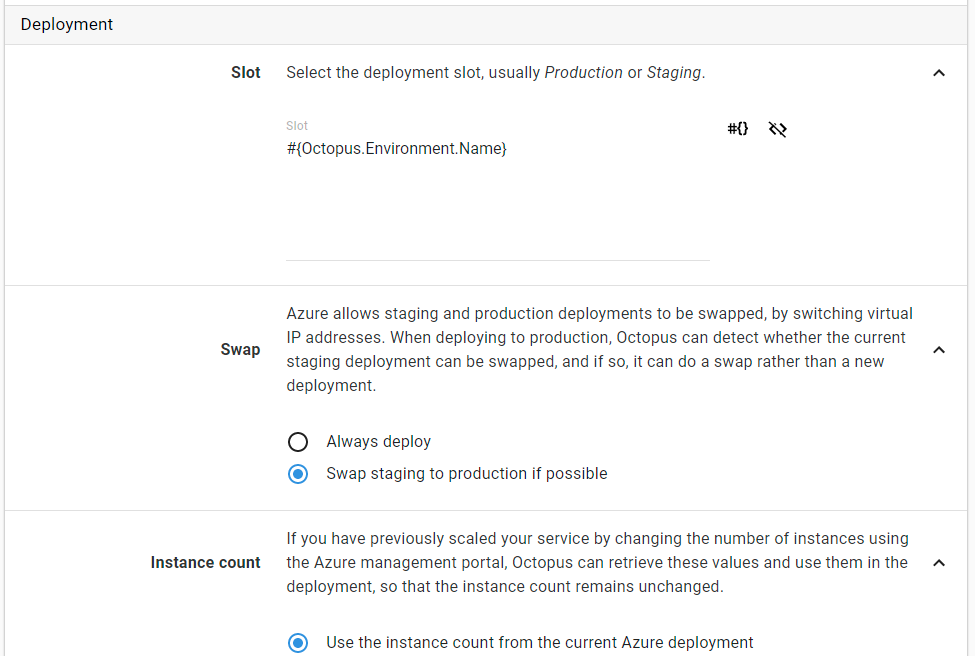 Deployment
Slot
Select the deployment slot, usually Production or Staging.
Slot
#{}
#{Octopus.Environment.Name}
Swap
Azure allows staging and production deployments to be swapped, by switching virtual
IP addresses. When deploying to production, Octopus can detect whether the current
staging deployment can be swapped, and if so, it can do a swap rather than a new
deployment.
Always deploy
Swap staging to production if possible
Instance count
If you have previously scaled your service by changing the number of instances using
the Azure management portal, Octopus can retrieve these values and use them in the
deployment, so that the instance count remains unchanged.
Use the instance count from the current Azure deployment